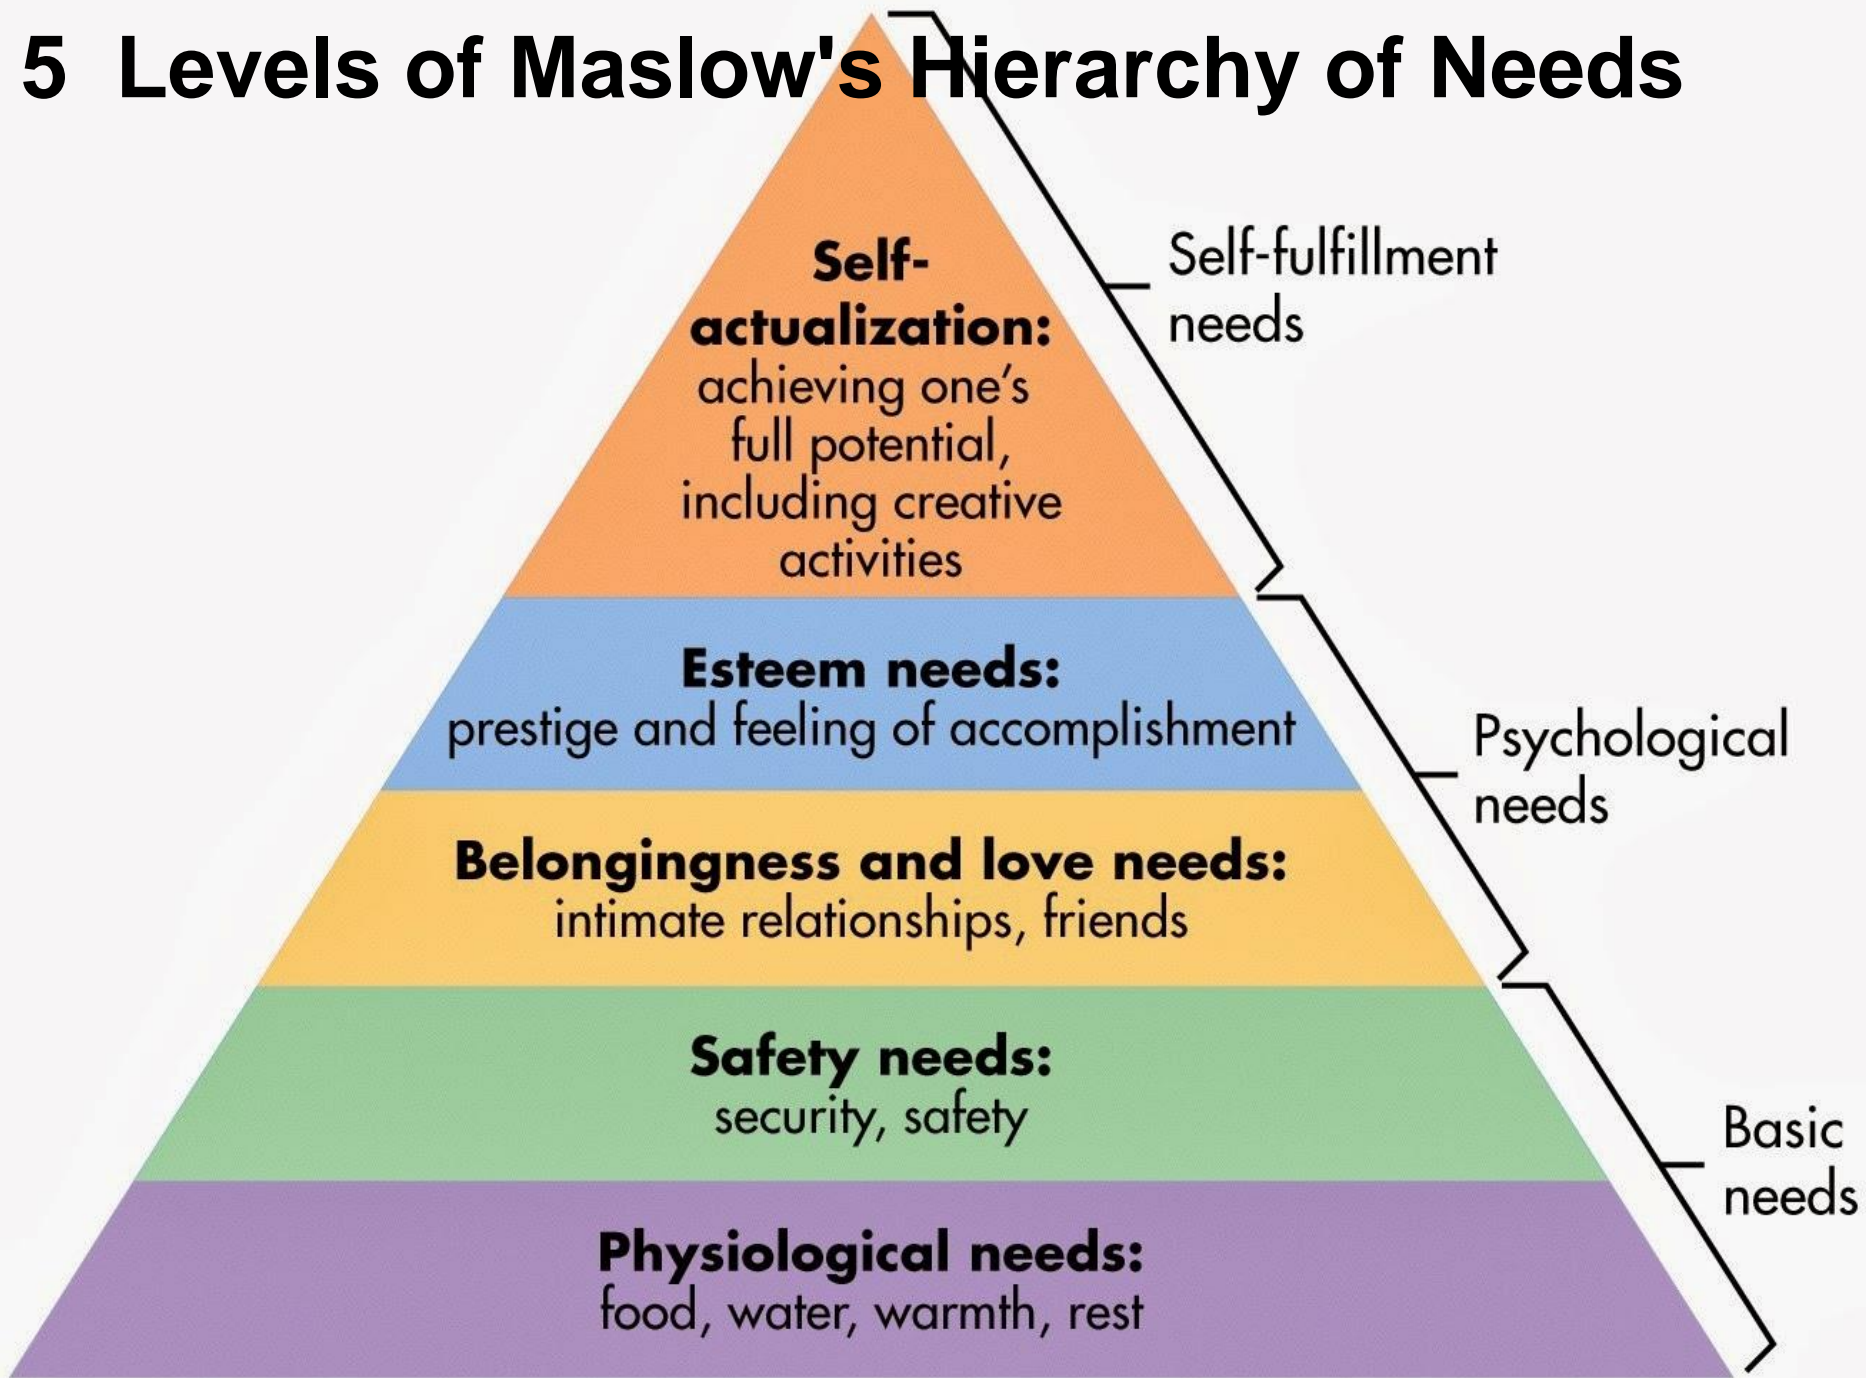 5 Levels of Maslow's Hierarchy of Needs
Self-
actualization:
achieving one’s
full potential,
including creative
activities
Self-fulfillment
needs
Esteem needs:
prestige and feeling of accomplishment
Belongingness and love needs:
intimate relationships, friends
Psychological
needs
Safety needs:
security, safety
Physiological needs:
food, water, warmth, rest
Basic
needs